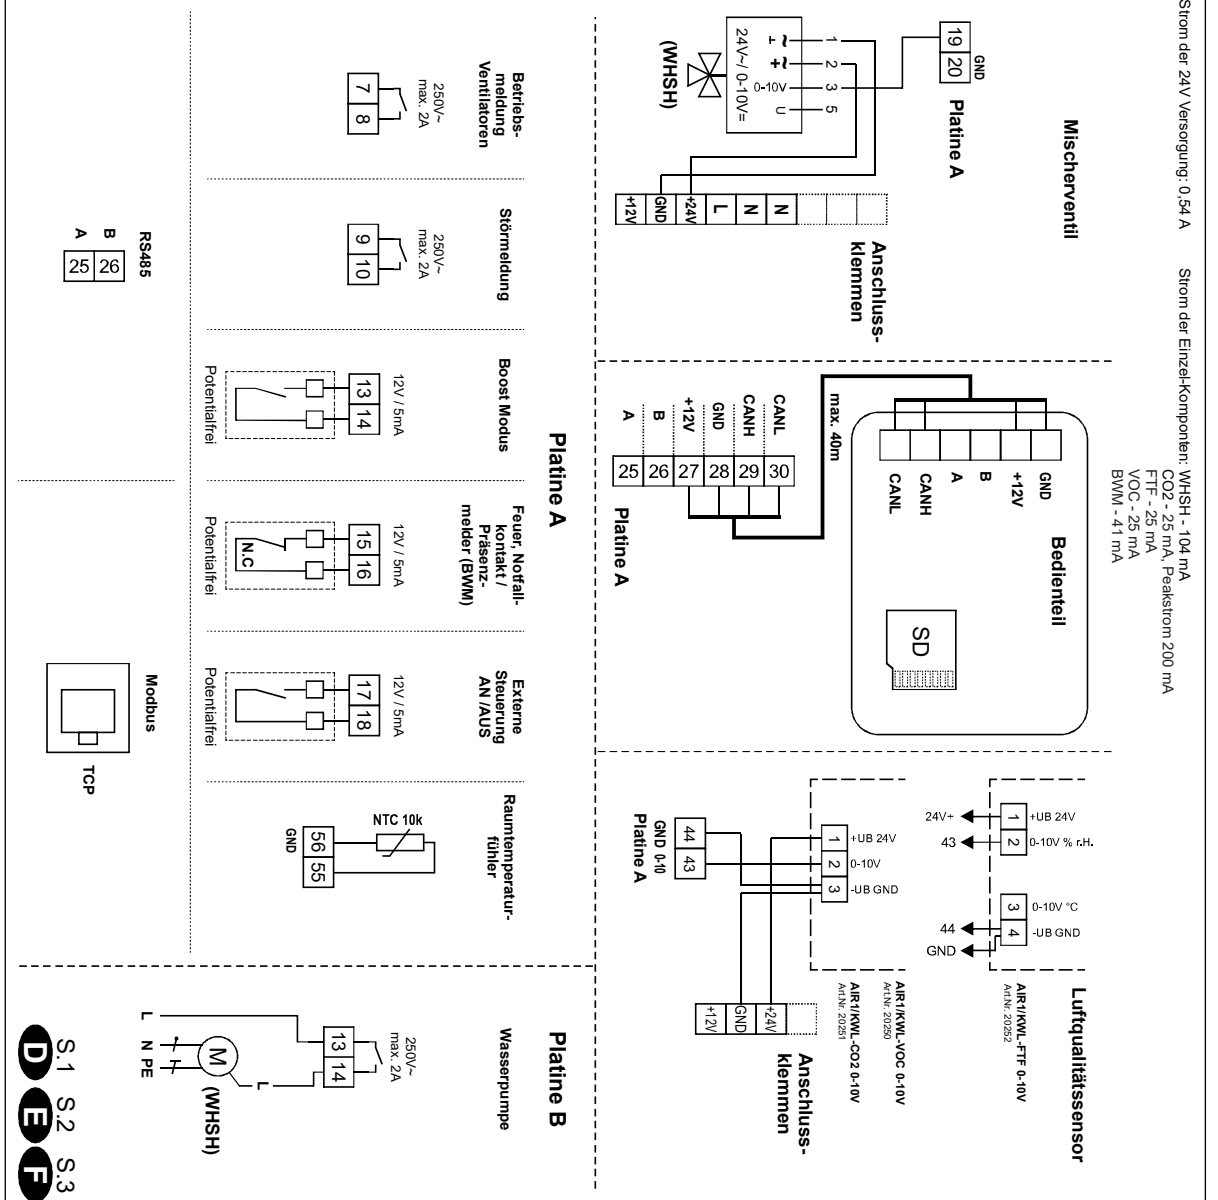 Strom der 24V Versorgung: 0,54 A
Strom der Einzel-Komponten: WHSH - 104 mA
CO2 - 25 mA, Peakstrom 200 mA
FTF - 25 mA
VOC - 25 mA
BWM - 41 mA
Mischerventil
19 20
GND
Platine A
1 2 3 5
⊥ ~
+ ~
0-10V
U
24V~/ 0-10V=
(WHSH)
+12V GND +24V L N N
Anschluss-
klemmen
Bedienteil
GND
+12V
B
A
CANH
CANL
SD
max. 40m
CANL
CANH
GND
+12V
B
A
25 26 27 28 29 30
Platine A
Luftqualitätssensor
1 +UB 24V
2 0-10V % r.H.
3 0-10V °C
4 -UB GND
24V+
43
44
GND
AIR1/KWL-FTF 0-10V
Art.Nr. 20252
AIR1/KWL-VOC 0-10V
Art.Nr. 20250
AIR1/KWL-CO2 0-10V
Art.Nr. 20251
1 +UB 24V
2 0-10V
3 -UB GND
44 43
GND 0-10
Platine A
+12V GND +24V
Anschluss-
klemmen
Platine A
Betriebs-
meldung
Ventilatoren
250V~
max. 2A
7 8
Störmeldung
250V~
max. 2A
9 10
Boost Modus
12V / 5mA
13 14
Potentialfrei
Feuer, Notfall-
kontakt /
Präsenz-
melder (BWM)
12V / 5mA
15 16
N.C
Potentialfrei
Externe
Steuerung
AN /AUS
12V / 5mA
17 18
Potentialfrei
Raumtemperatur-
fühler
NTC 10k
56 55
GND
RS485
B
A
25 26
Modbus
TCP
Platine B
Wasserpumpe
250V~
max. 2A
13 14
L
L
N
PE
M
(WHSH)
S.1 S.2 S.3
D E F